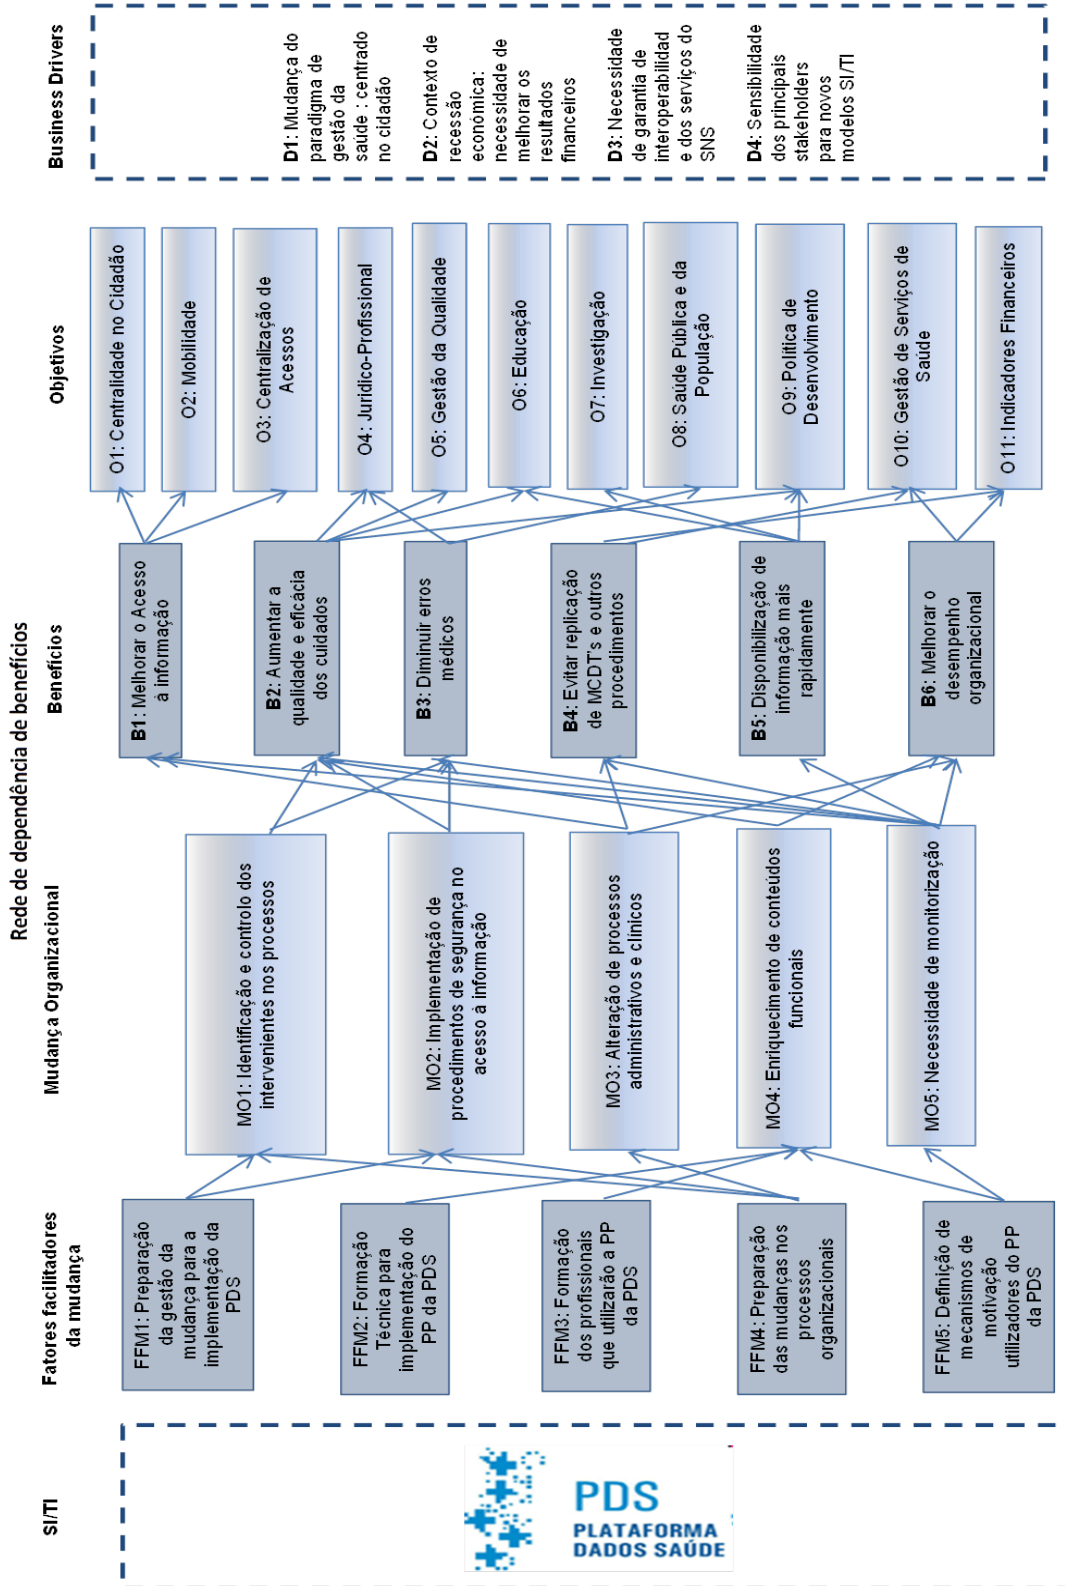 Rede de dependência de benefícios
SI/TI
Fatores facilitadores
da mudança
Mudança Organizacional
Benefícios
Objetivos
Business Drivers
PDS
PLATAFORMA
DADOS SAÚDE
FFM1: Preparação
da gestão da
mudança para a
implementação da
PDS
FFM2: Formação
Técnica para
implementação do
PP da PDS
FFM3: Formação
dos profissionais
que utilizarão a PP
da PDS
FFM4: Preparação
das mudanças nos
processos
organizacionais
FFM5: Definição de
mecanismos de
motivação
utilizadores do PP
da PDS
MO1: Identificação e controlo dos
intervenientes nos processos
MO2: Implementação de
procedimentos de segurança no
acesso à informação
MO3: Alteração de processos
administrativos e clínicos
MO4: Enriquecimento de conteúdos
funcionais
MO5: Necessidade de monitorização
B1: Melhorar o Acesso
à informação
B2: Aumentar a
qualidade e eficácia
dos cuidados
B3: Diminuir erros
médicos
B4: Evitar replicação
de MCDT's e outros
procedimentos
B5: Disponibilização de
informação mais
rapidamente
B6: Melhorar o
desempenho
organizacional
O1: Centralidade no Cidadão
O2: Mobilidade
O3: Centralização de
Acessos
O4: Jurídico-Profissional
O5: Gestão da Qualidade
O6: Educação
O7: Investigação
O8: Saúde Pública e da
População
O9: Política de
Desenvolvimento
O10: Gestão de Serviços de
Saúde
O11: Indicadores Financeiros
D1: Mudança do
paradigma de
gestão da
saúde : centrado
no cidadão
D2: Contexto de
recessão
económica:
necessidade de
melhorar os
resultados
financeiros
D3: Necessidade
de garantia de
interoperabilidad
e dos serviços do
SNS
D4: Sensibilidade
dos principais
stakeholders
para novos
modelos SI/TI